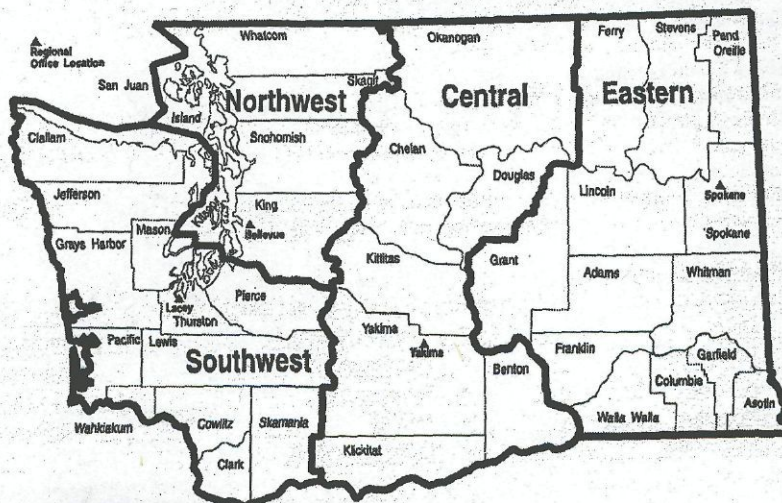 Whatcom
Okanogan
Ferry
Stevens
Pend Oreille
Regional Office Location
San Juan
Skagit
Island
Northwest
Central
Eastern
Clallam
Snohomish
Chelan
Douglas
Lincoln
Spokane
Spokane
Jefferson
King
Kitsap
Bellevue
Mason
Grays Harbor
Kittitas
Grant
Adams
Whitman
Pierce
Lacey
Thurston
Yakima
Yakima
Pacific
Lewis
Southwest
Benton
Franklin
Garfield
Columbia
Asotin
Walla Walla
Wahkiakum
Cowlitz
Skamania
Clark
Klickitat